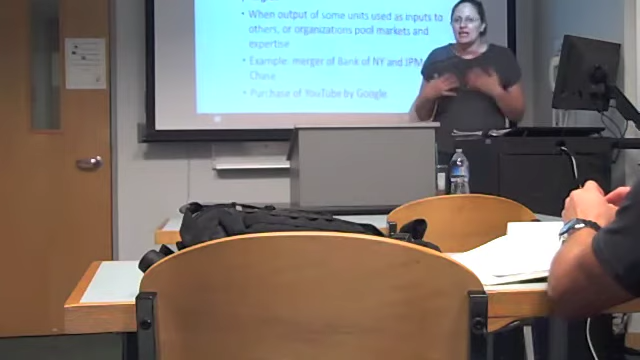 • When output of some units used as inputs to
others, or organizations pool markets and
expertise
• Example: merger of Bank of NY and JPM
Chase
• Purchase of YouTube by Google